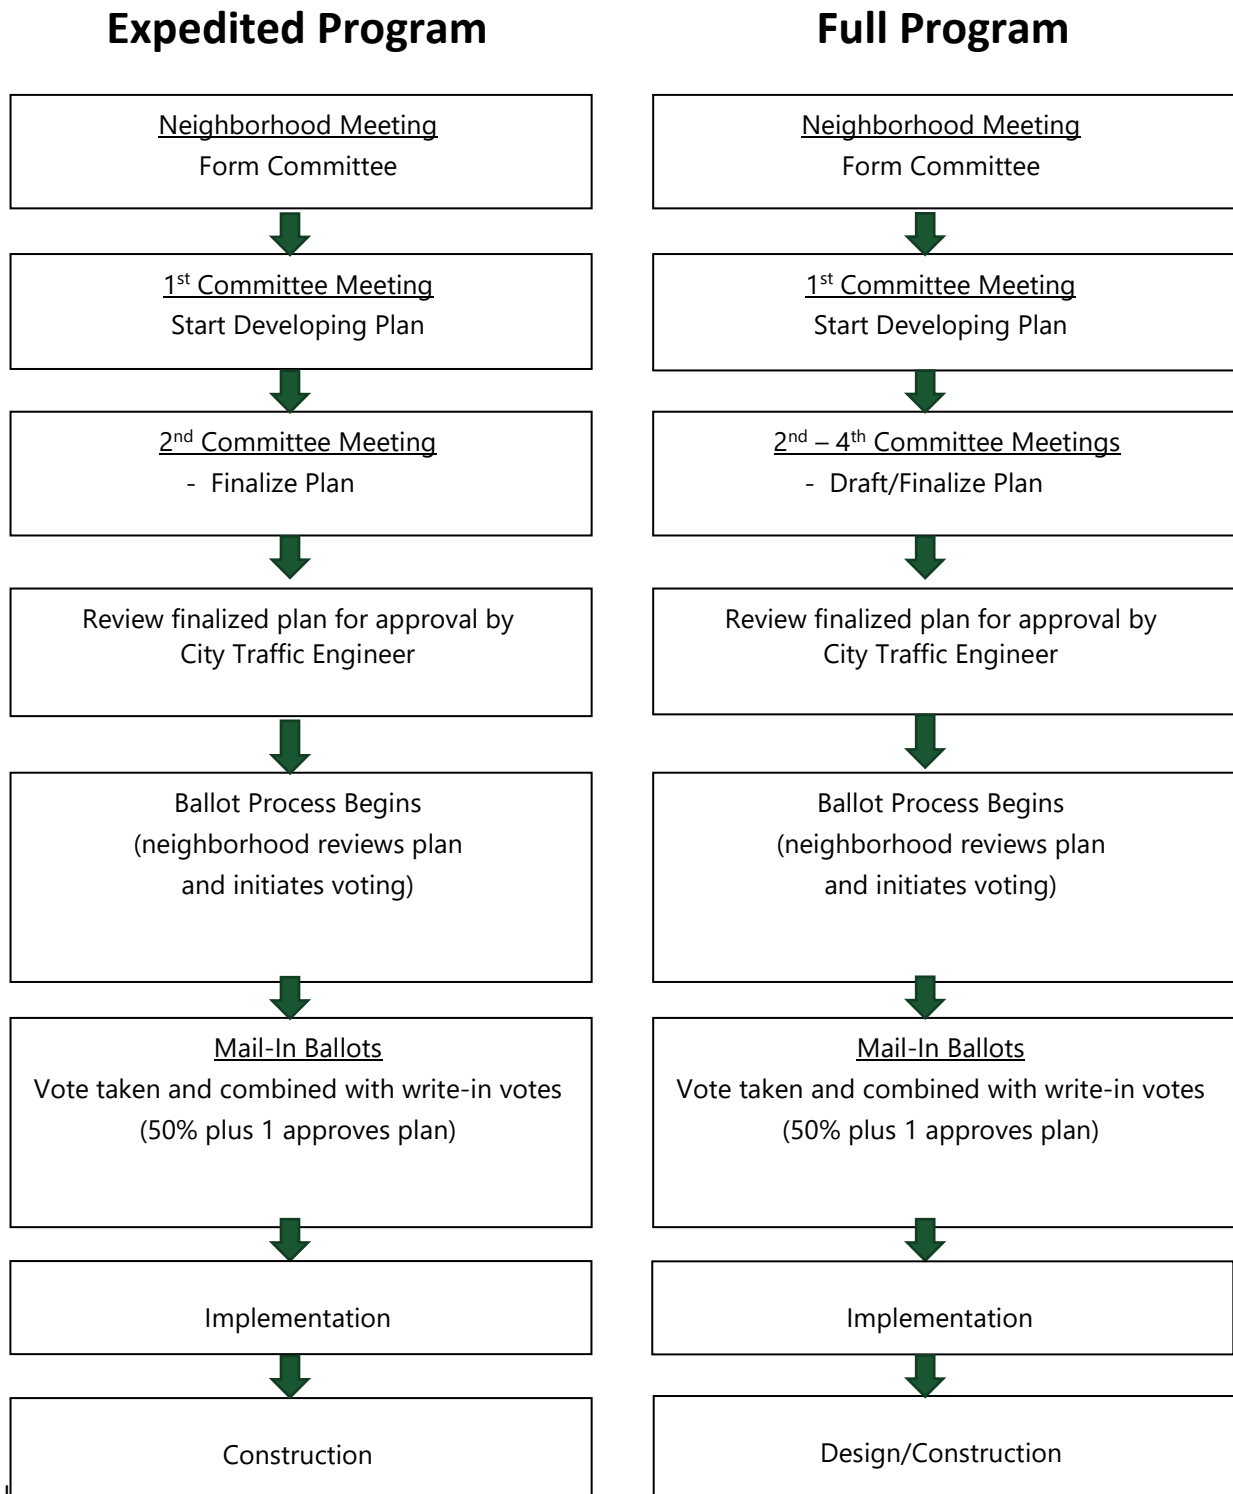 Expedited Program
Neighborhood Meeting
Form Committee
1st Committee Meeting
Start Developing Plan
2nd Committee Meeting
- Finalize Plan
Review finalized plan for approval by
City Traffic Engineer
Ballot Process Begins
(neighborhood reviews plan
and initiates voting)
Mail-In Ballots
Vote taken and combined with write-in votes
(50% plus 1 approves plan)
Implementation
Construction
Full Program
Neighborhood Meeting
Form Committee
1st Committee Meeting
Start Developing Plan
2nd – 4th Committee Meetings
- Draft/Finalize Plan
Review finalized plan for approval by
City Traffic Engineer
Ballot Process Begins
(neighborhood reviews plan
and initiates voting)
Mail-In Ballots
Vote taken and combined with write-in votes
(50% plus 1 approves plan)
Implementation
Design/Construction